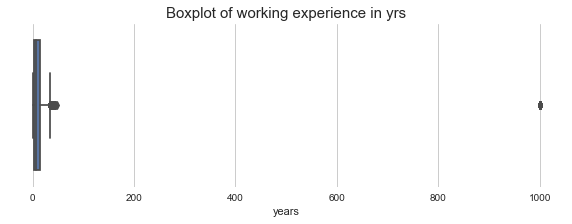 Boxplot of working experience in yrs
0 200 400 600 800 1000
years